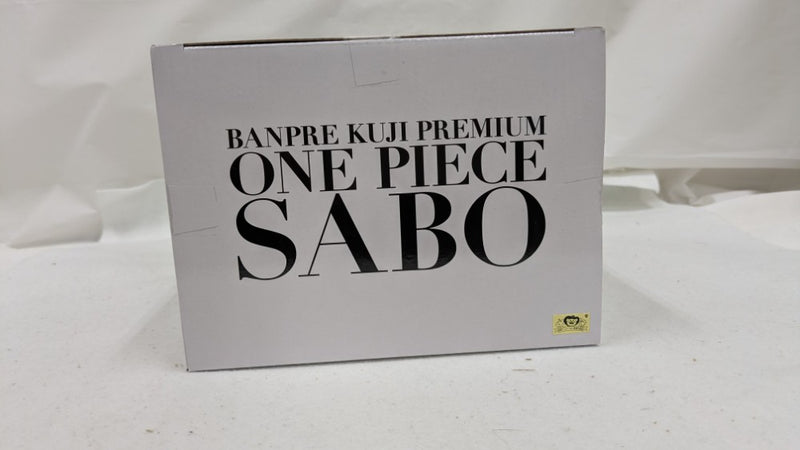 BANPRE KUJI PREMIUM
ONE PIECE
SABO